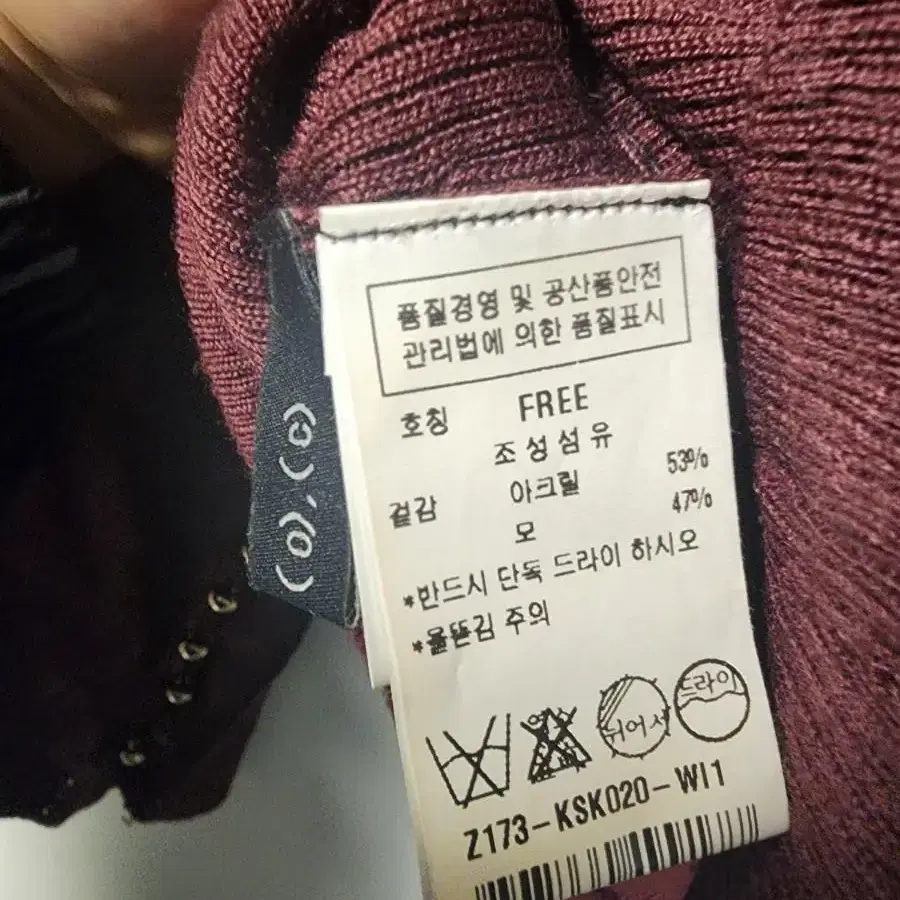 품질경영 및 공산품안전
관리법에 의한 품질표시
호칭 FREE
조성섬유
겉감 아크릴 53%
모 47%
*반드시 단독 드라이 하시오
*올뜯김 주의
뉘어서
드라이
Z173-KSK020-WI1